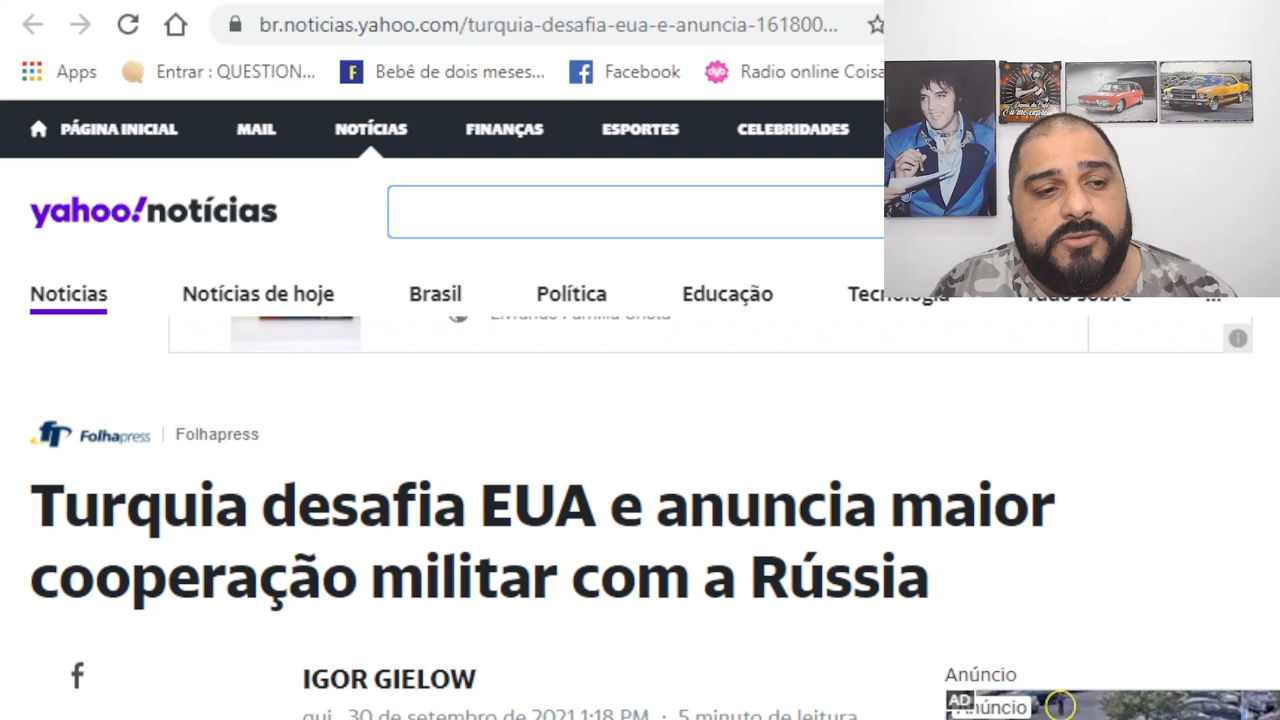 br.noticias.yahoo.com/turquia-desafia-eua-e-anuncia-161800...
Apps Entrar : QUESTION... F Bebê de dois meses... Facebook Radio online Coisa
PÁGINA INICIAL MAIL NOTÍCIAS FINANÇAS ESPORTES CELEBRIDADES
yahoo!notícias
Noticias Notícias de hoje Brasil Política Educação Tecnologia Tudo sobre ...
Folhapress Folhapress
Turquia desafia EUA e anuncia maior
cooperação militar com a Rússia
IGOR GIELOW
Anúncio
qui., 30 de setembro de 2021 1:18 PM · 5 minuto de leitura
AD Anúncio